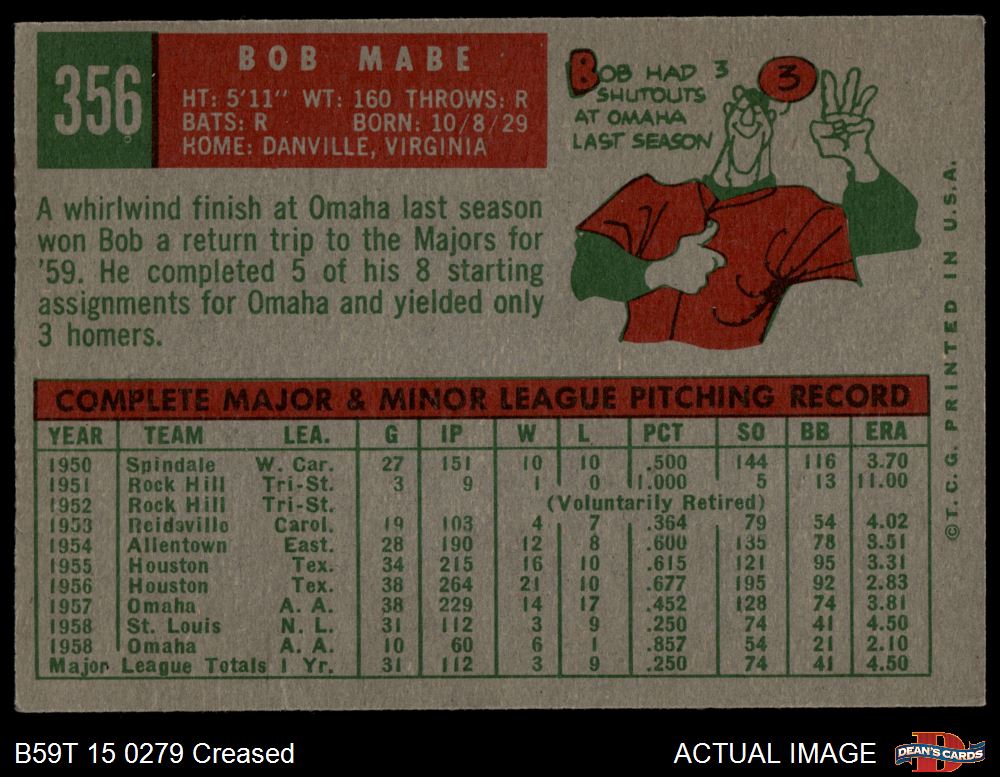 356
BOB MABE
HT: 5'11" WT: 160 THROWS: R
BATS: R BORN: 10/8/29
HOME: DANVILLE, VIRGINIA
BOB HAD 3
SHUTOUTS
AT OMAHA
LAST SEASON
3
A whirlwind finish at Omaha last season
won Bob a return trip to the Majors for
'59. He completed 5 of his 8 starting
assignments for Omaha and yielded only
3 homers.
COMPLETE MAJOR & MINOR LEAGUE PITCHING RECORD
YEAR TEAM LEA. G IP W L PCT SO BB ERA
1950 Spindale W. Car. 27 151 10 10 .500 144 116 3.70
1951 Rock Hill Tri-St. 3 9 1 0 1.000 5 13 11.00
1952 Rock Hill Tri-St. (Voluntarily Retired)
1953 Reidsville Carol. 19 103 4 7 .364 79 54 4.02
1954 Allentown East. 28 190 12 8 .600 135 78 3.51
1955 Houston Tex. 34 215 16 10 .615 121 95 3.31
1956 Houston Tex. 38 264 21 10 .677 195 92 2.83
1957 Omaha A. A. 38 229 14 17 .452 128 74 3.81
1958 St. Louis N. L. 31 112 3 9 .250 74 41 4.50
1958 Omaha A. A. 10 60 6 1 .857 54 21 2.10
Major League Totals 1 Yr. 31 112 3 9 .250 74 41 4.50
©T.C.G. PRINTED IN U.S.A.
B59T 15 0279 Creased
ACTUAL IMAGE
DEAN'S CARDS